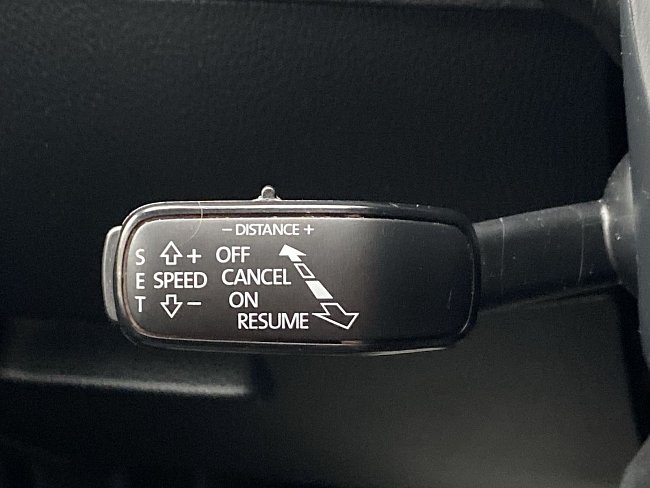 − DISTANCE +
S + OFF
E SPEED CANCEL
T − ON
RESUME